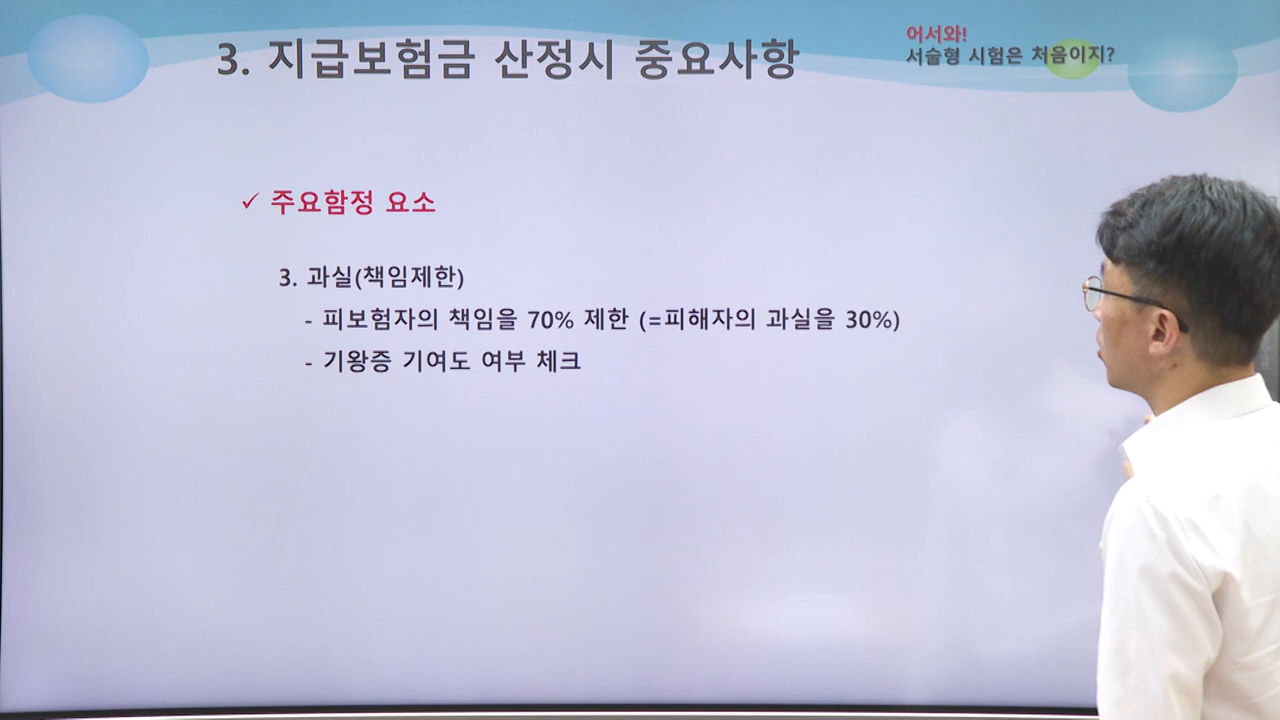 3. 지급보험금 산정시 중요사항
어서와!
서술형 시험은 처음이지?
✓ 주요함정 요소
3. 과실(책임제한)
- 피보험자의 책임을 70% 제한 (=피해자의 과실을 30%)
- 기왕증 기여도 여부 체크